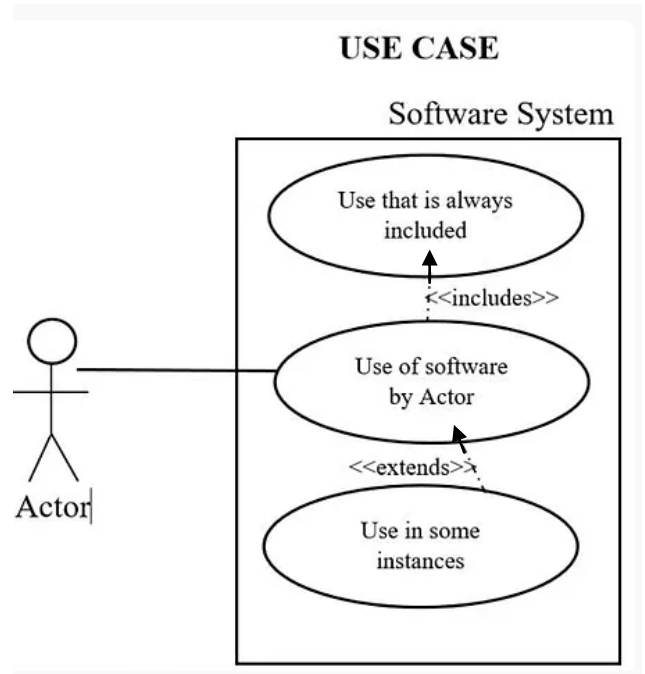 USE CASE
Software System
Use that is always
included
<<includes>>
Use of software
by Actor
<<extends>>
Use in some
instances
Actor